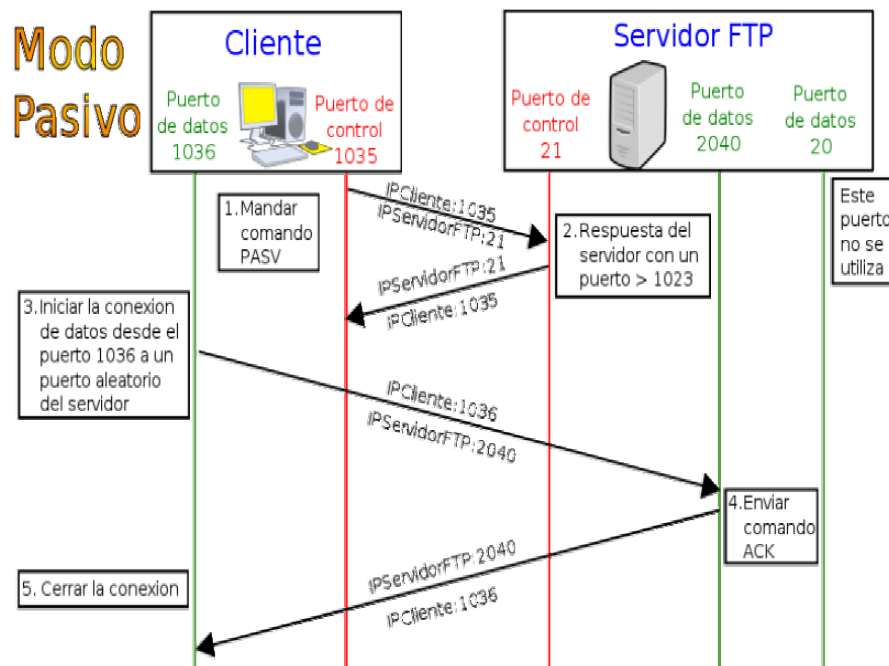 Modo
Pasivo
Cliente
Puerto
de datos
1036
Puerto de
control
1035
Servidor FTP
Puerto de
control
21
Puerto
de datos
2040
Puerto
de datos
20
Este
puerto
no se
utiliza
1.Mandar
comando
PASV
IPCliente:1035
IPServidorFTP:21
2.Respuesta del
servidor con un
puerto > 1023
IPServidorFTP:21
IPCliente:1035
3.Iniciar la conexion
de datos desde el
puerto 1036 a un
puerto aleatorio
del servidor
IPCliente:1036
IPServidorFTP:2040
4.Enviar
comando
ACK
IPServidorFTP:2040
IPCliente:1036
5. Cerrar la conexion